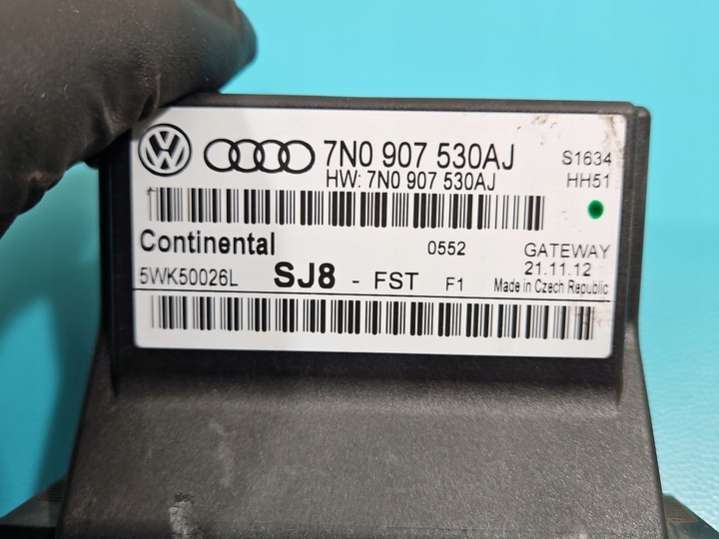 7N0 907 530AJ S1634
HW: 7N0 907 530AJ HH51
Continental 0552 GATEWAY
21.11.12
5WK50026L SJ8 - FST F1 Made in Czech Republic